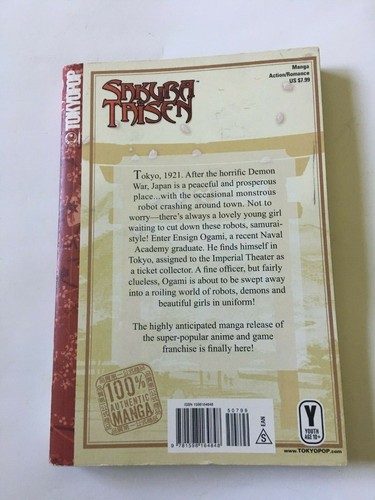 TOKYOPOP
Manga
Action/Romance
US $7.99
SAKURA
TAISEN™
Tokyo, 1921. After the horrific Demon
War, Japan is a peaceful and prosperous
place...with the occasional monstrous
robot crashing around town. Not to
worry—there's always a lovely young girl
waiting to cut down these robots, samurai-
style! Enter Ensign Ogami, a recent Naval
Academy graduate. He finds himself in
Tokyo, assigned to the Imperial Theater as
a ticket collector. A fine officer, but fairly
clueless, Ogami is about to be swept away
into a roiling world of robots, demons and
beautiful girls in uniform!
The highly anticipated manga release of
the super-popular anime and game
franchise is finally here!
100%
AUTHENTIC
MANGA
50799
S
EAN
Y
YOUTH
AGE 10+
www.TOKYOPOP.com